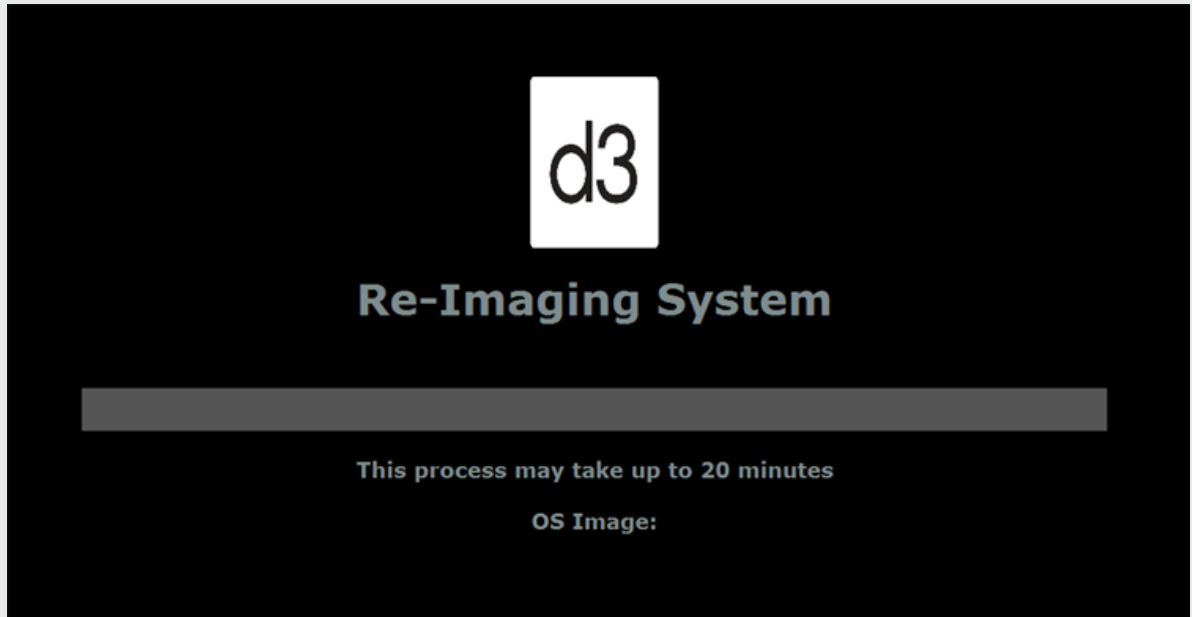 d3
Re-Imaging System
This process may take up to 20 minutes
OS Image: